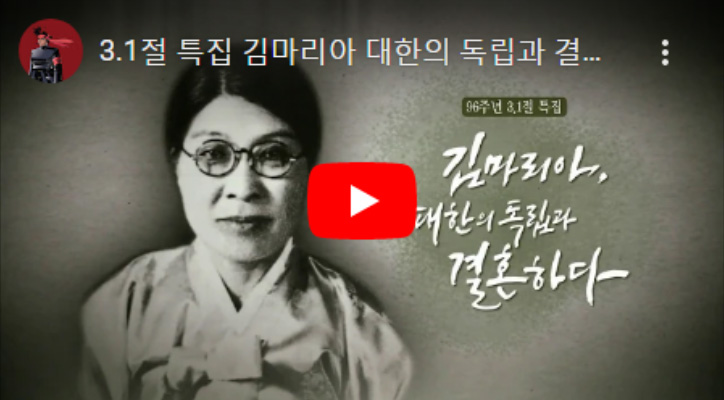 3.1절 특집 김마리아 대한의 독립과 결...
96주년 3.1절 특집
김마리아,
대한의 독립과
결혼하다